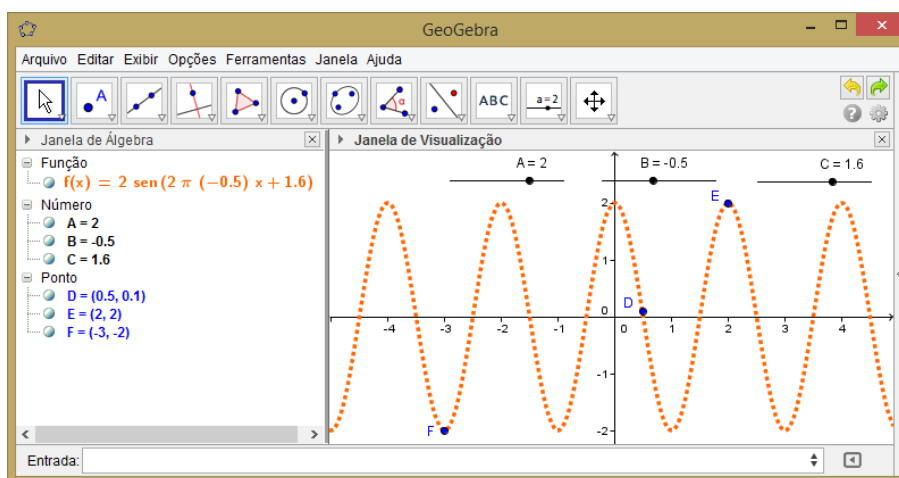 GeoGebra
Arquivo Editar Exibir Opções Ferramentas Janela Ajuda
A α ABC a=2
Janela de Álgebra
Função
f(x) = 2 sen(2 π (−0.5) x + 1.6)
Número
A = 2
B = -0.5
C = 1.6
Ponto
D = (0.5, 0.1)
E = (2, 2)
F = (-3, -2)
Janela de Visualização
A = 2 B = -0.5 C = 1.6
E
2
1
D
0
-4 -3 -2 -1 0 1 2 3 4
-1
F
-2
Entrada: